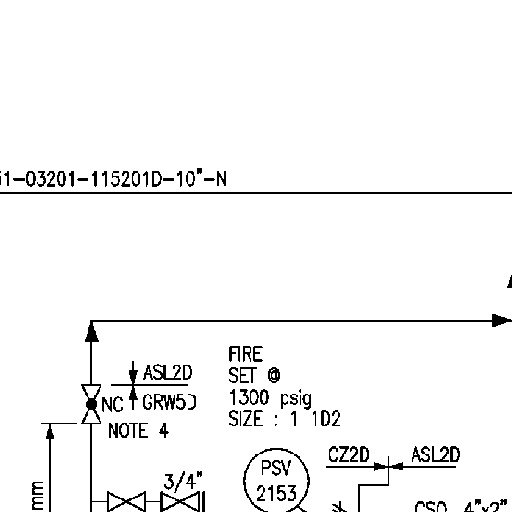 51-03201-115201D-10"-N
FIRE
SET @
1300 psig
SIZE : 1 1D2
ASL2D
NC GRW5D
NOTE 4
3/4"
PSV
2153
CZ2D
ASL2D
CSO 4"x2"
mm